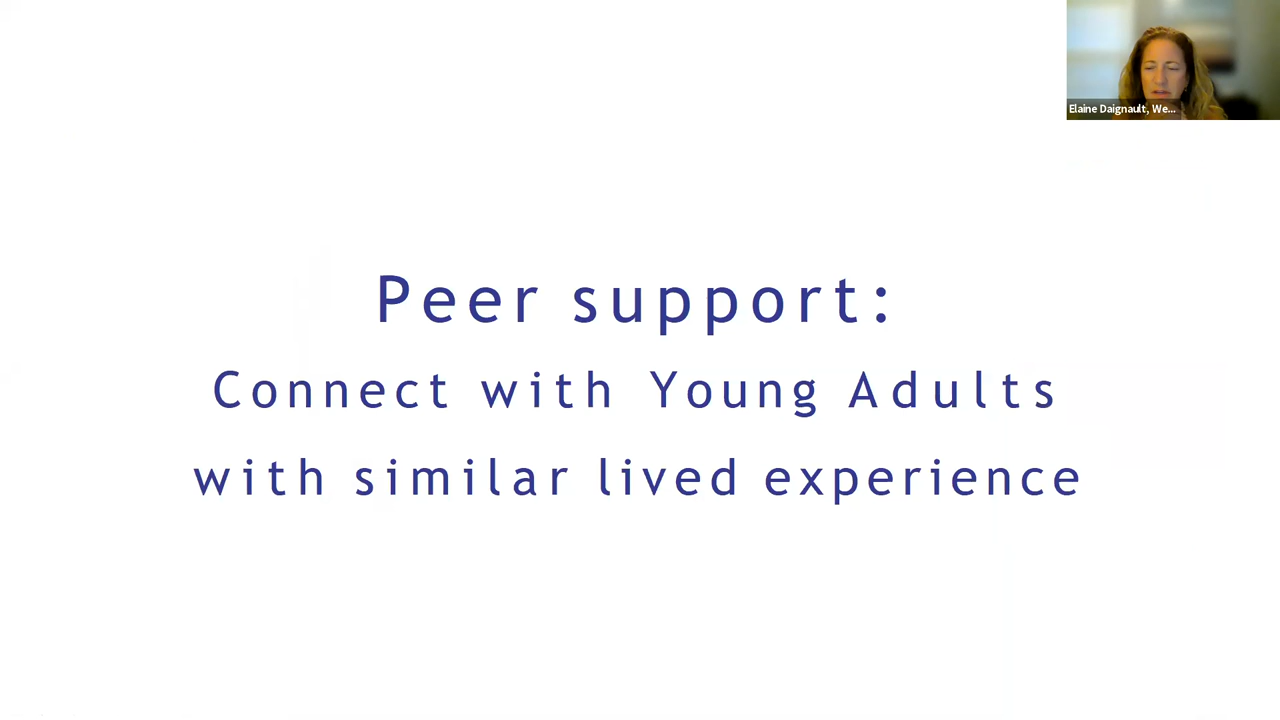 Elaine Daignault, We...
Peer support:
Connect with Young Adults
with similar lived experience